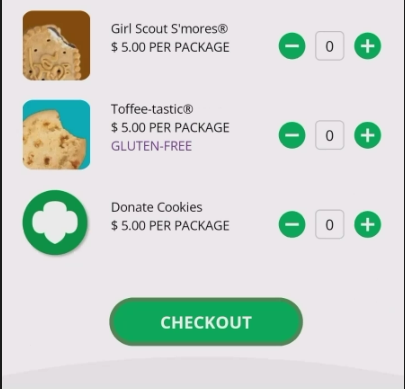 Girl Scout S'mores®
$ 5.00 PER PACKAGE
0
Toffee-tastic®
$ 5.00 PER PACKAGE
GLUTEN-FREE
0
Donate Cookies
$ 5.00 PER PACKAGE
0
CHECKOUT